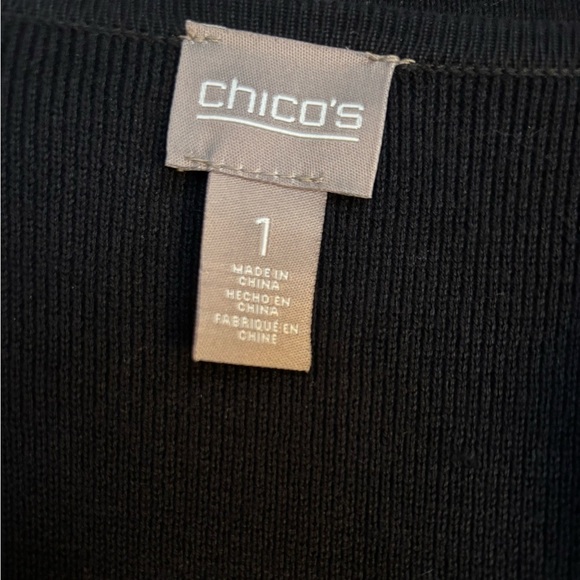 chico's
1
MADE IN
CHINA
HECHO EN
CHINA
FABRIQUÉ EN
CHINE